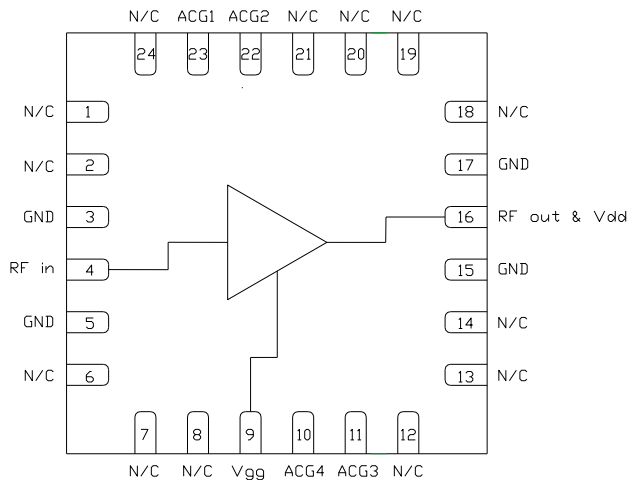 N/C ACG1 ACG2 N/C N/C N/C
24 23 22 21 20 19
N/C 1 18 N/C
N/C 2 17 GND
GND 3 16 RF out & Vdd
RF in 4 15 GND
GND 5 14 N/C
N/C 6 13 N/C
7 8 9 10 11 12
N/C N/C Vgg ACG4 ACG3 N/C